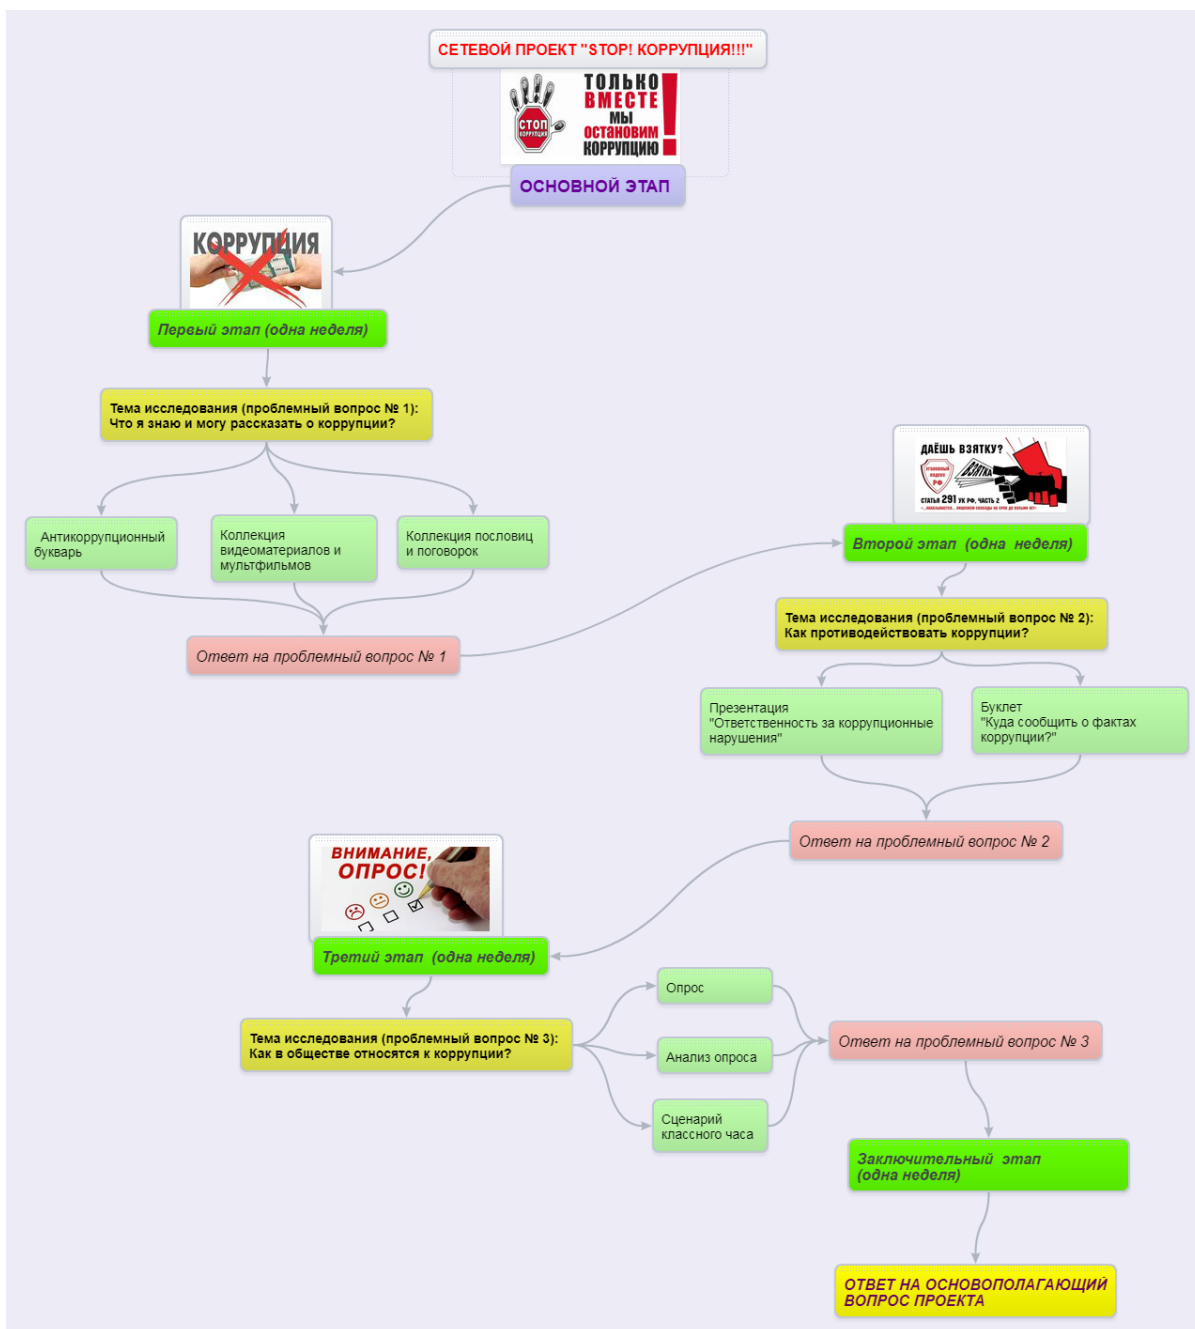 СЕТЕВОЙ ПРОЕКТ "STOP! КОРРУПЦИЯ!!!"
СТОП
КОРРУПЦИЯ
ТОЛЬКО
ВМЕСТЕ
МЫ
ОСТАНОВИМ
КОРРУПЦИЮ!
ОСНОВНОЙ ЭТАП
КОРРУПЦИЯ
Первый этап (одна неделя)
Тема исследования (проблемный вопрос № 1):
Что я знаю и могу рассказать о коррупции?
Антикоррупционный
букварь
Коллекция
видеоматериалов и
мультфильмов
Коллекция пословиц
и поговорок
Ответ на проблемный вопрос № 1
ДАЁШЬ ВЗЯТКУ?
УГОЛОВНЫЙ
КОДЕКС
РФ
ВЗЯТКА
СТАТЬЯ 291 УК РФ, ЧАСТЬ 2
Второй этап (одна неделя)
Тема исследования (проблемный вопрос № 2):
Как противодействовать коррупции?
Презентация
"Ответственность за коррупционные
нарушения"
Буклет
"Куда сообщить о фактах
коррупции?"
Ответ на проблемный вопрос № 2
ВНИМАНИЕ,
ОПРОС!
Третий этап (одна неделя)
Тема исследования (проблемный вопрос № 3):
Как в обществе относятся к коррупции?
Опрос
Анализ опроса
Сценарий
классного часа
Ответ на проблемный вопрос № 3
Заключительный этап
(одна неделя)
ОТВЕТ НА ОСНОВОПОЛАГАЮЩИЙ
ВОПРОС ПРОЕКТА